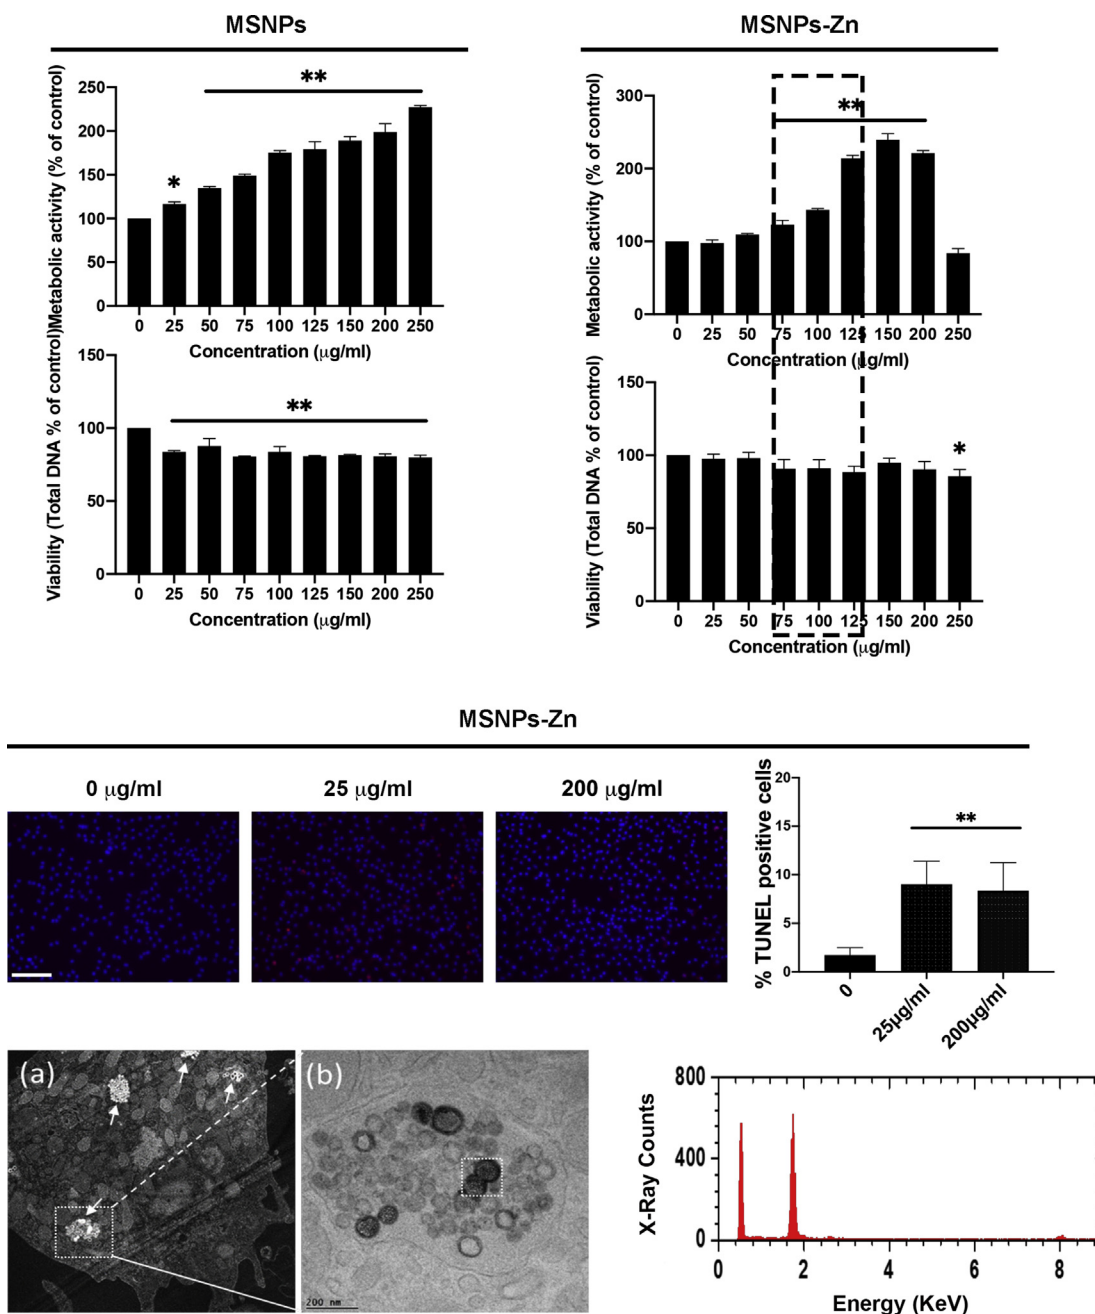 MSNPs
MSNPs-Zn
Metabolic activity (% of control)
250
200
150
100
50
0
*
**
0 25 50 75 100 125 150 200 250
Concentration (μg/ml)
Viability (Total DNA % of control)
150
100
50
0
**
0 25 50 75 100 125 150 200 250
Concentration (μg/ml)
Metabolic activity (% of control)
300
200
100
0
**
0 25 50 75 100 125 150 200 250
Concentration (μg/ml)
Viability (Total DNA % of control)
150
100
50
0
*
0 25 50 75 100 125 150 200 250
Concentration (μg/ml)
MSNPs-Zn
0 μg/ml
25 μg/ml
200 μg/ml
% TUNEL positive cells
20
15
10
5
0
**
0
25μg/ml
200μg/ml
(a)
(b)
200 nm
X-Ray Counts
800
400
0
0 2 4 6 8
Energy (KeV)